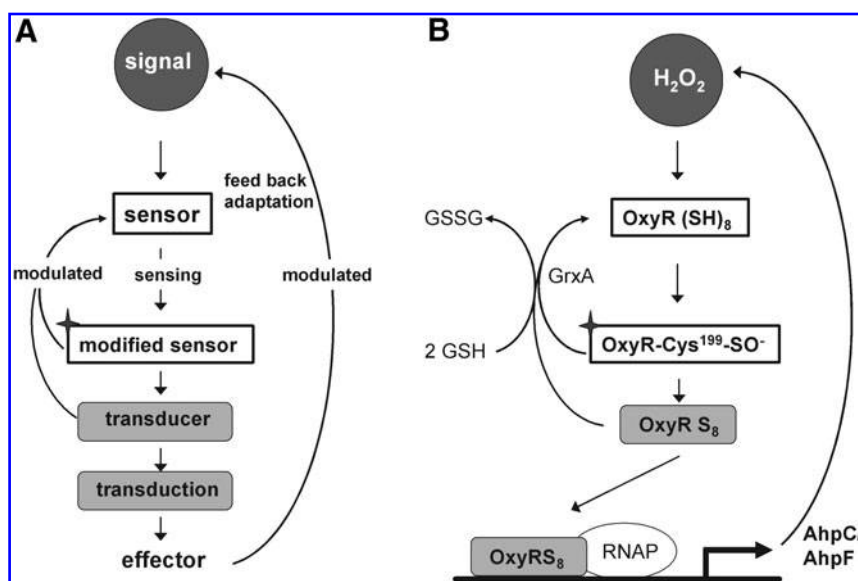 A
signal
feed back
adaptation
sensor
modulated
sensing
modulated
modified sensor
transducer
transduction
effector
B
H₂O₂
GSSG
OxyR (SH)₈
GrxA
2 GSH
OxyR-Cys¹⁹⁹-SO⁻
OxyR S₈
OxyRS₈
RNAP
AhpC.
AhpF